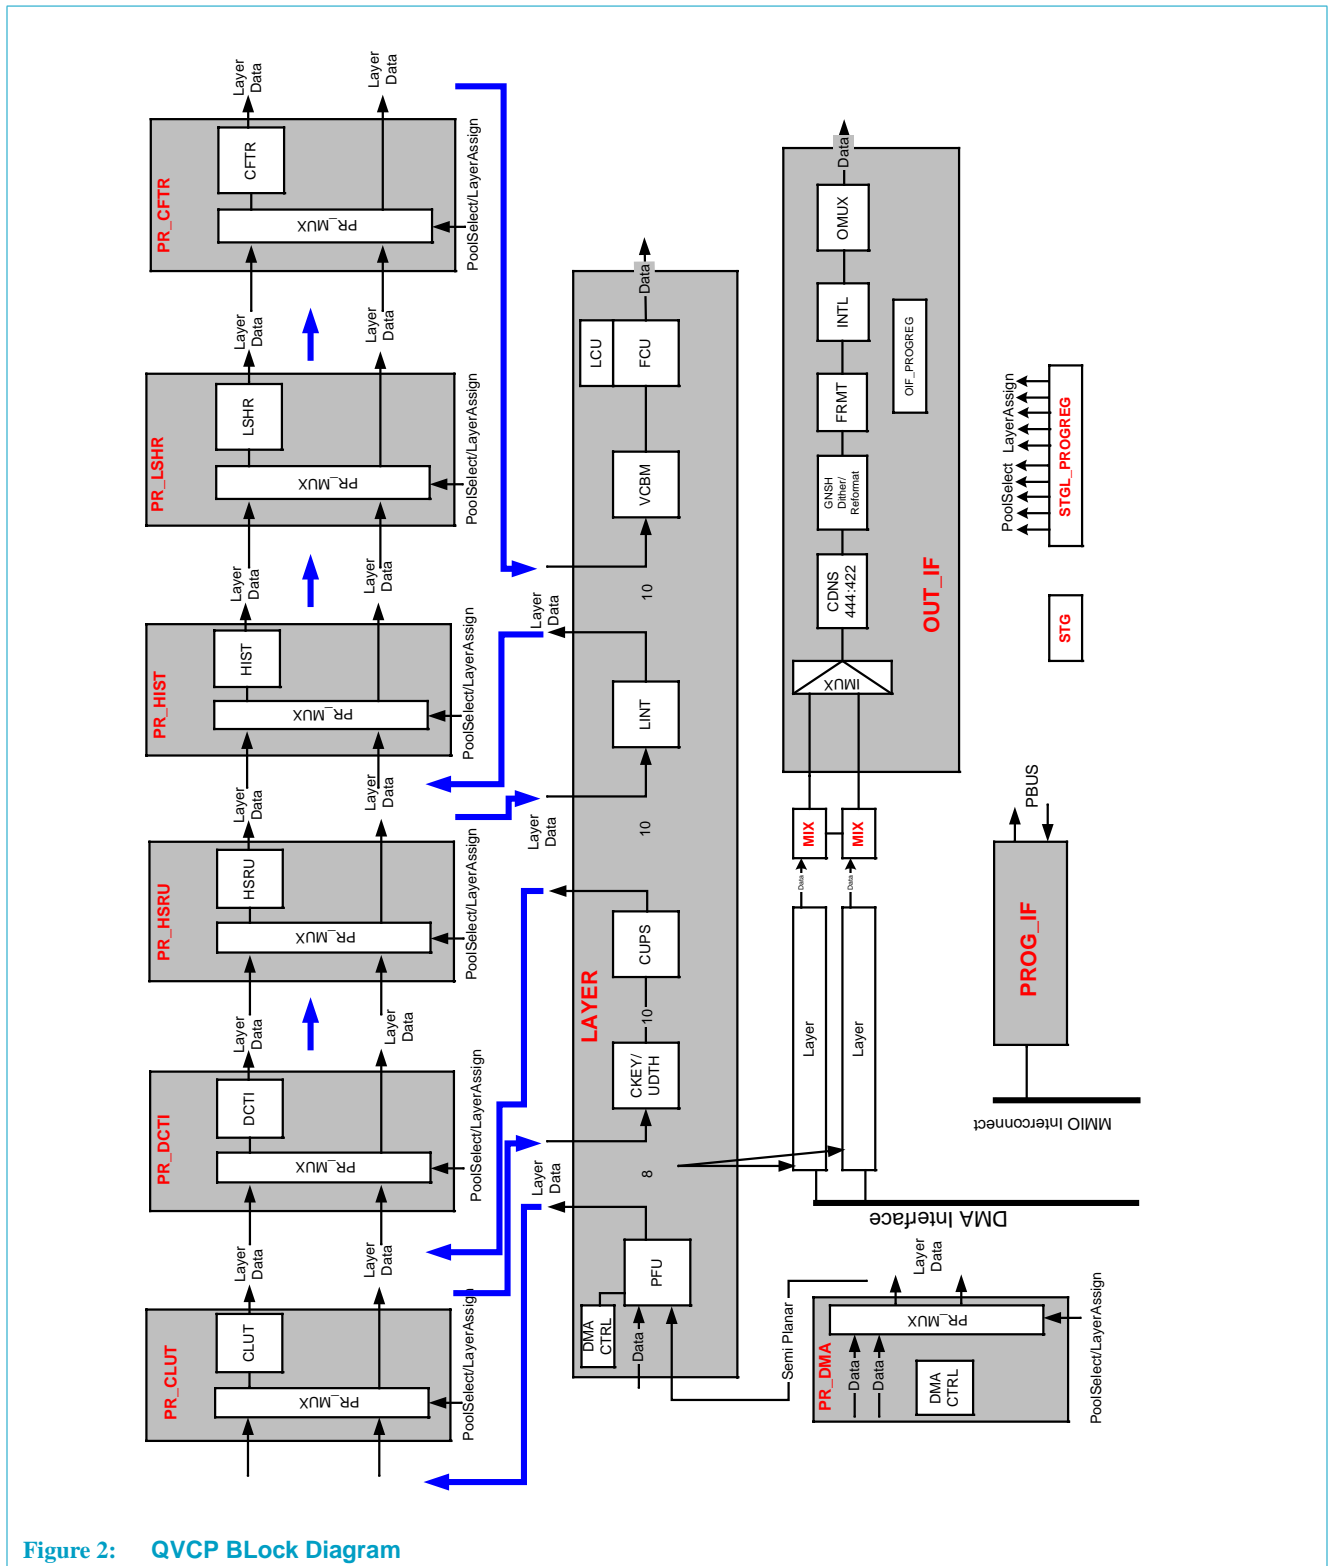 Layer
Data
Layer
Data
CFTR
PR_MUX
PR_CFTR
PoolSelect/LayerAssign
Layer
Data
Layer
Data
LSHR
PR_MUX
PR_LSHR
PoolSelect/LayerAssign
Layer
Data
Layer
Data
HIST
PR_MUX
PR_HIST
PoolSelect/LayerAssign
Layer
Data
Layer
Data
HSRU
PR_MUX
PR_HSRU
PoolSelect/LayerAssign
Layer
Data
Layer
Data
DCTI
PR_MUX
PR_DCTI
PoolSelect/LayerAssign
Layer
Data
Layer
Data
CLUT
PR_MUX
PR_CLUT
PoolSelect/LayerAssign
Data
LCU
FCU
VCBM
10
Layer
Data
LINT
10
Layer
Data
CUPS
LAYER
10
CKEY/
UDTH
8
Layer
Data
PFU
DMA
CTRL
Data
Data
OMUX
INTL
OIF_PROGREG
FRMT
GNSH
Dither/
Reformat
CDNS
444:422
OUT_IF
IMUX
MIX
MIX
Data
Data
Layer
Layer
DMA Interface
PoolSelect LayerAssign
STGL_PROGREG
STG
PBUS
PROG_IF
MMIO Interconnect
Semi Planar
Layer
Data
PR_MUX
PR_DMA
Data
Data
DMA
CTRL
PoolSelect/LayerAssign
Figure 2: QVCP BLock Diagram